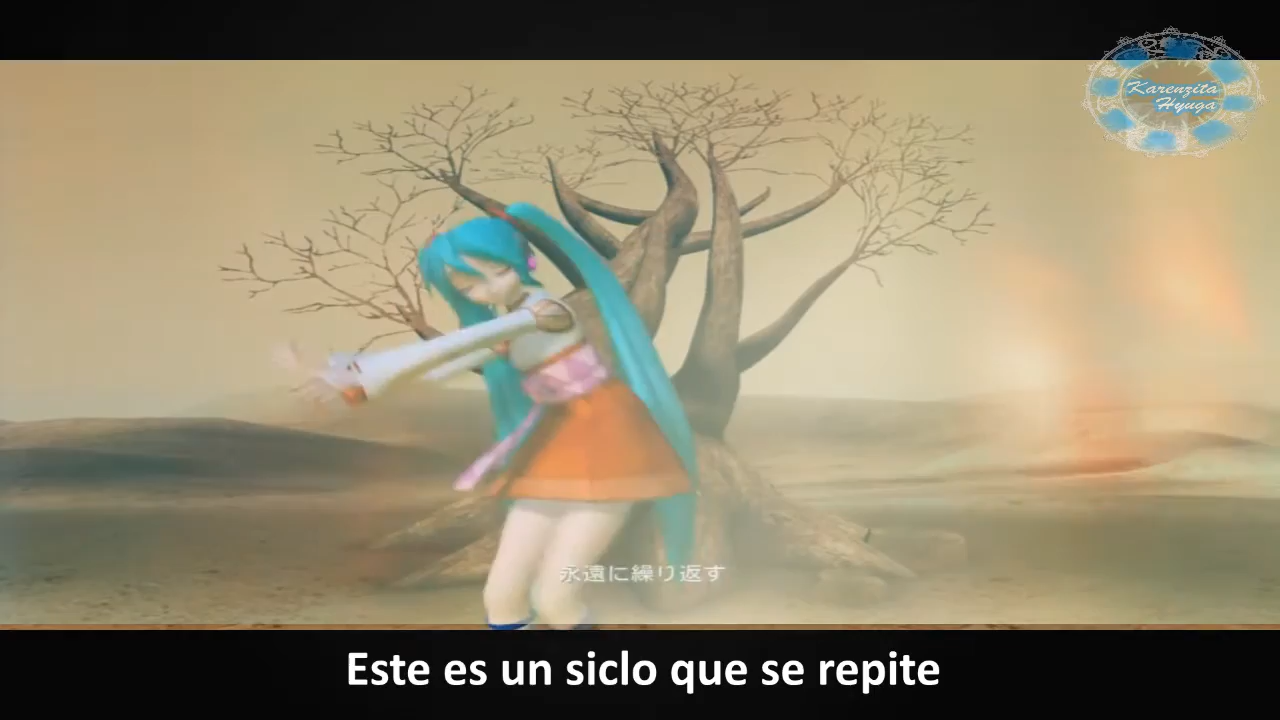 Karenzita
Hyuga
永遠に繰り返す
Este es un siclo que se repite